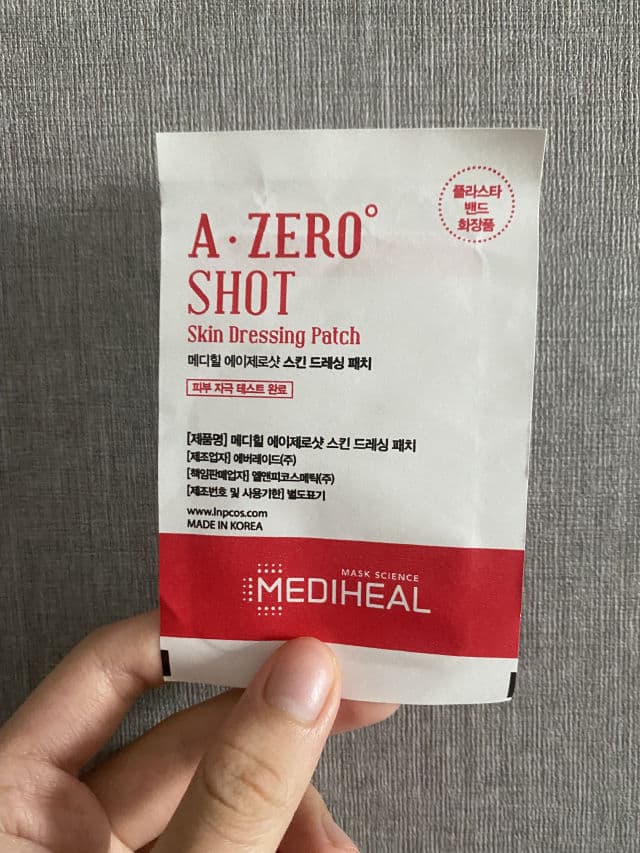 플라스타
밴드
화장품
A · ZERO°
SHOT
Skin Dressing Patch
메디힐 에이제로샷 스킨 드레싱 패치
피부 자극 테스트 완료
[제품명] 메디힐 에이제로샷 스킨 드레싱 패치
[제조업자] 에버레이드(주)
[책임판매업자] 엘앤피코스메틱(주)
[제조번호 및 사용기한] 별도표기
www.lnpcos.com
MADE IN KOREA
MASK SCIENCE
MEDIHEAL